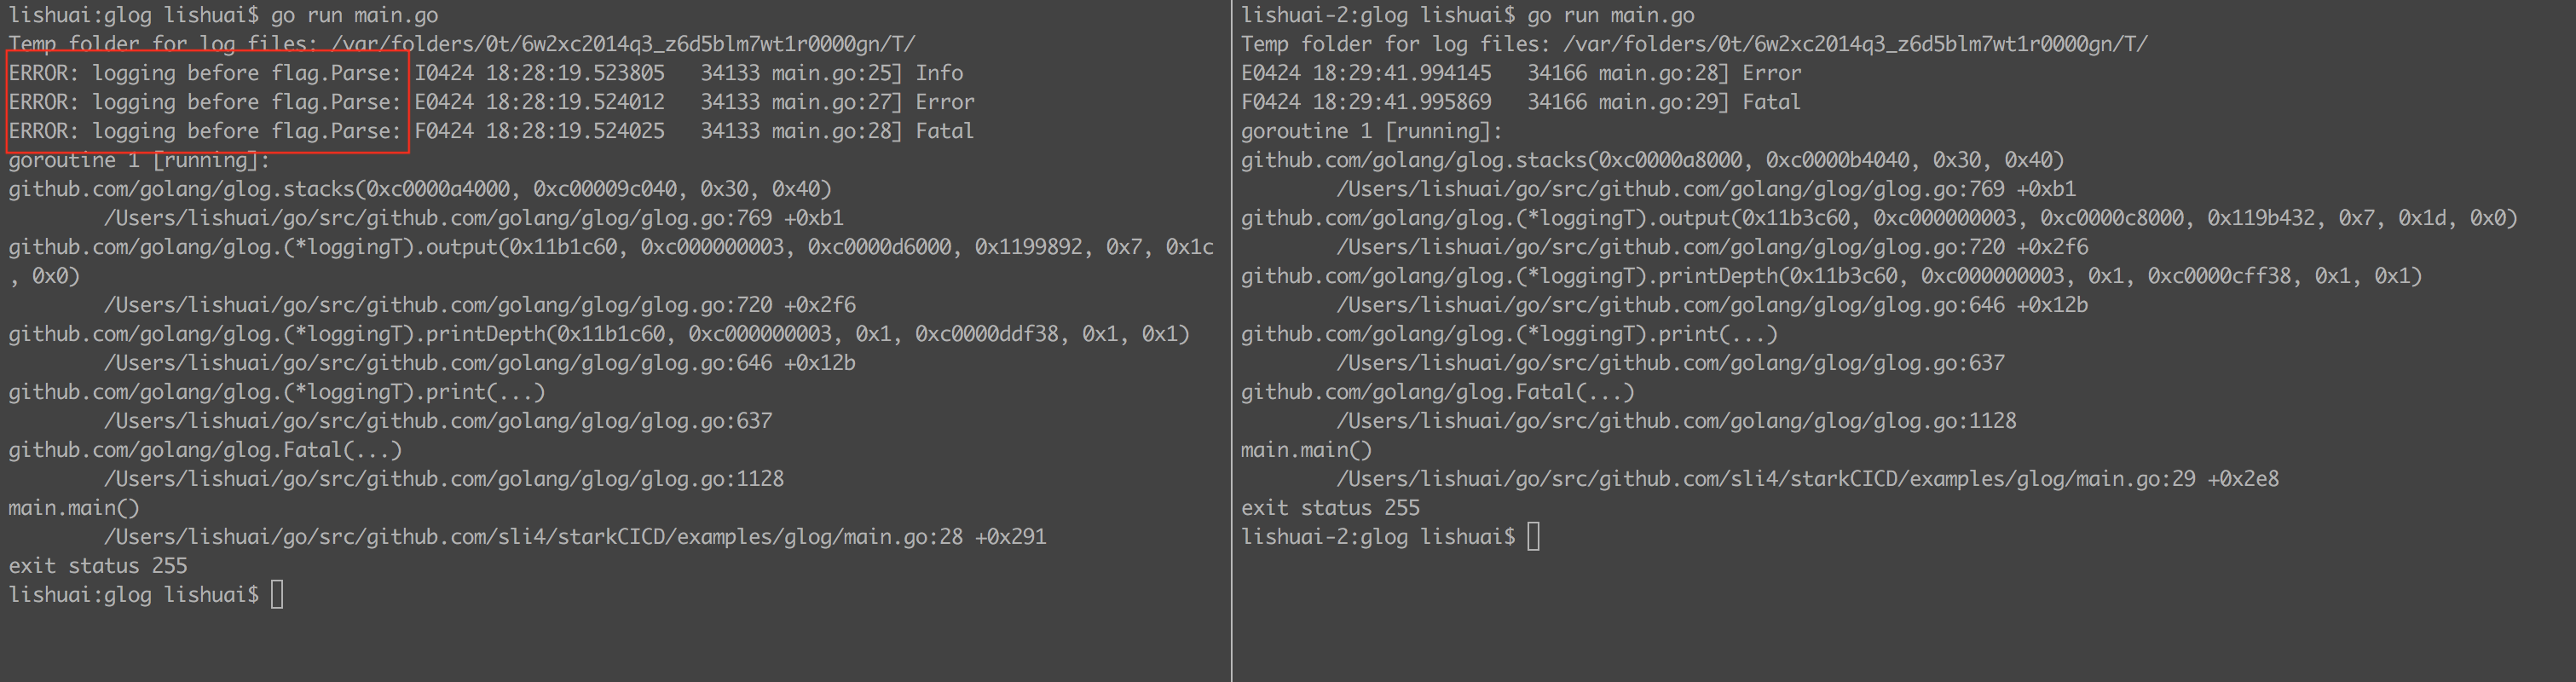 lishuai:glog lishuai$ go run main.go
Temp folder for log files: /var/folders/0t/6w2xc2014q3_z6d5blm7wt1r0000gn/T/
ERROR: logging before flag.Parse: I0424 18:28:19.523805   34133 main.go:25] Info
ERROR: logging before flag.Parse: E0424 18:28:19.524012   34133 main.go:27] Error
ERROR: logging before flag.Parse: F0424 18:28:19.524025   34133 main.go:28] Fatal
goroutine 1 [running]:
github.com/golang/glog.stacks(0xc0000a4000, 0xc00009c040, 0x30, 0x40)
        /Users/lishuai/go/src/github.com/golang/glog/glog.go:769 +0xb1
github.com/golang/glog.(*loggingT).output(0x11b1c60, 0xc000000003, 0xc0000d6000, 0x1199892, 0x7, 0x1c
, 0x0)
        /Users/lishuai/go/src/github.com/golang/glog/glog.go:720 +0x2f6
github.com/golang/glog.(*loggingT).printDepth(0x11b1c60, 0xc000000003, 0x1, 0xc0000ddf38, 0x1, 0x1)
        /Users/lishuai/go/src/github.com/golang/glog/glog.go:646 +0x12b
github.com/golang/glog.(*loggingT).print(...)
        /Users/lishuai/go/src/github.com/golang/glog/glog.go:637
github.com/golang/glog.Fatal(...)
        /Users/lishuai/go/src/github.com/golang/glog/glog.go:1128
main.main()
        /Users/lishuai/go/src/github.com/sli4/starkCICD/examples/glog/main.go:28 +0x291
exit status 255
lishuai:glog lishuai$
lishuai-2:glog lishuai$ go run main.go
Temp folder for log files: /var/folders/0t/6w2xc2014q3_z6d5blm7wt1r0000gn/T/
E0424 18:29:41.994145   34166 main.go:28] Error
F0424 18:29:41.995869   34166 main.go:29] Fatal
goroutine 1 [running]:
github.com/golang/glog.stacks(0xc0000a8000, 0xc0000b4040, 0x30, 0x40)
        /Users/lishuai/go/src/github.com/golang/glog/glog.go:769 +0xb1
github.com/golang/glog.(*loggingT).output(0x11b3c60, 0xc000000003, 0xc0000c8000, 0x119b432, 0x7, 0x1d, 0x0)
        /Users/lishuai/go/src/github.com/golang/glog/glog.go:720 +0x2f6
github.com/golang/glog.(*loggingT).printDepth(0x11b3c60, 0xc000000003, 0x1, 0xc0000cff38, 0x1, 0x1)
        /Users/lishuai/go/src/github.com/golang/glog/glog.go:646 +0x12b
github.com/golang/glog.(*loggingT).print(...)
        /Users/lishuai/go/src/github.com/golang/glog/glog.go:637
github.com/golang/glog.Fatal(...)
        /Users/lishuai/go/src/github.com/golang/glog/glog.go:1128
main.main()
        /Users/lishuai/go/src/github.com/sli4/starkCICD/examples/glog/main.go:29 +0x2e8
exit status 255
lishuai-2:glog lishuai$